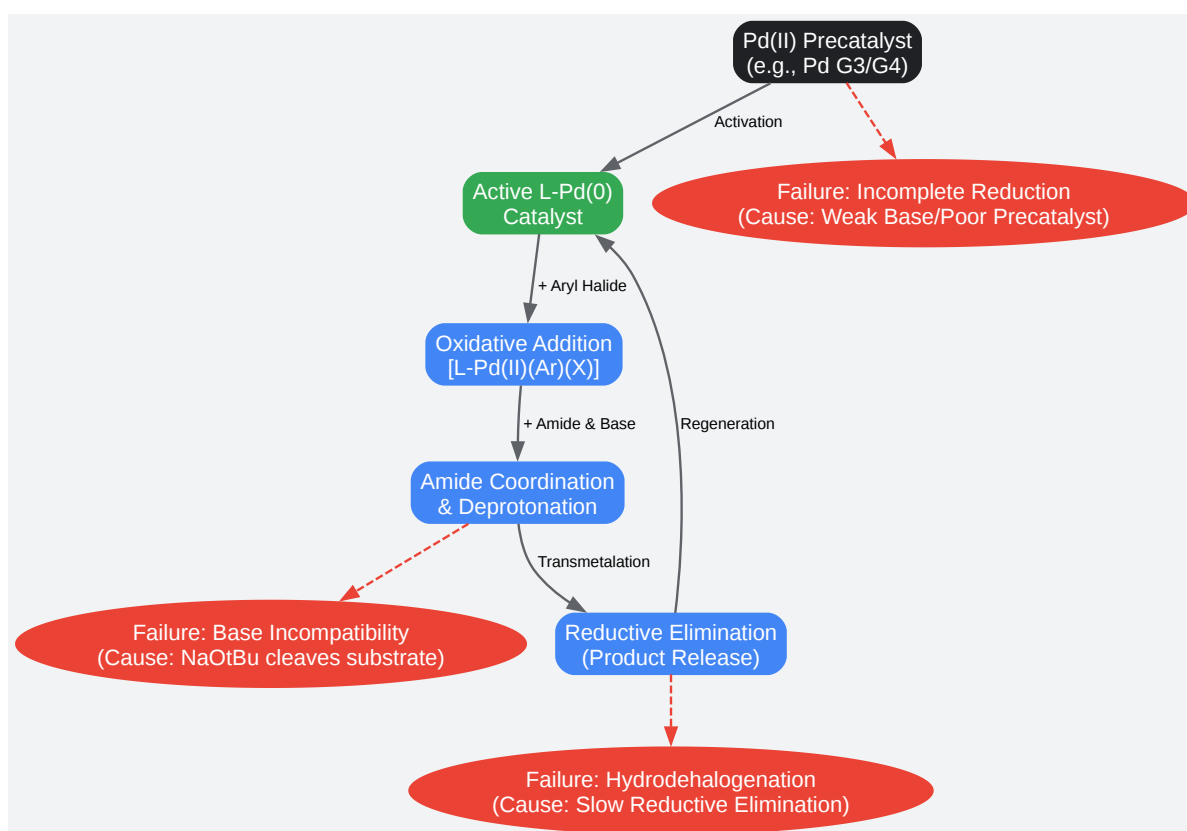 Pd(II) Precatalyst
(e.g., Pd G3/G4)
Activation
Active L-Pd(0)
Catalyst
Failure: Incomplete Reduction
(Cause: Weak Base/Poor Precatalyst)
+ Aryl Halide
Oxidative Addition
[L-Pd(II)(Ar)(X)]
+ Amide & Base
Regeneration
Amide Coordination
& Deprotonation
Transmetalation
Failure: Base Incompatibility
(Cause: NaOtBu cleaves substrate)
Reductive Elimination
(Product Release)
Failure: Hydrodehalogenation
(Cause: Slow Reductive Elimination)